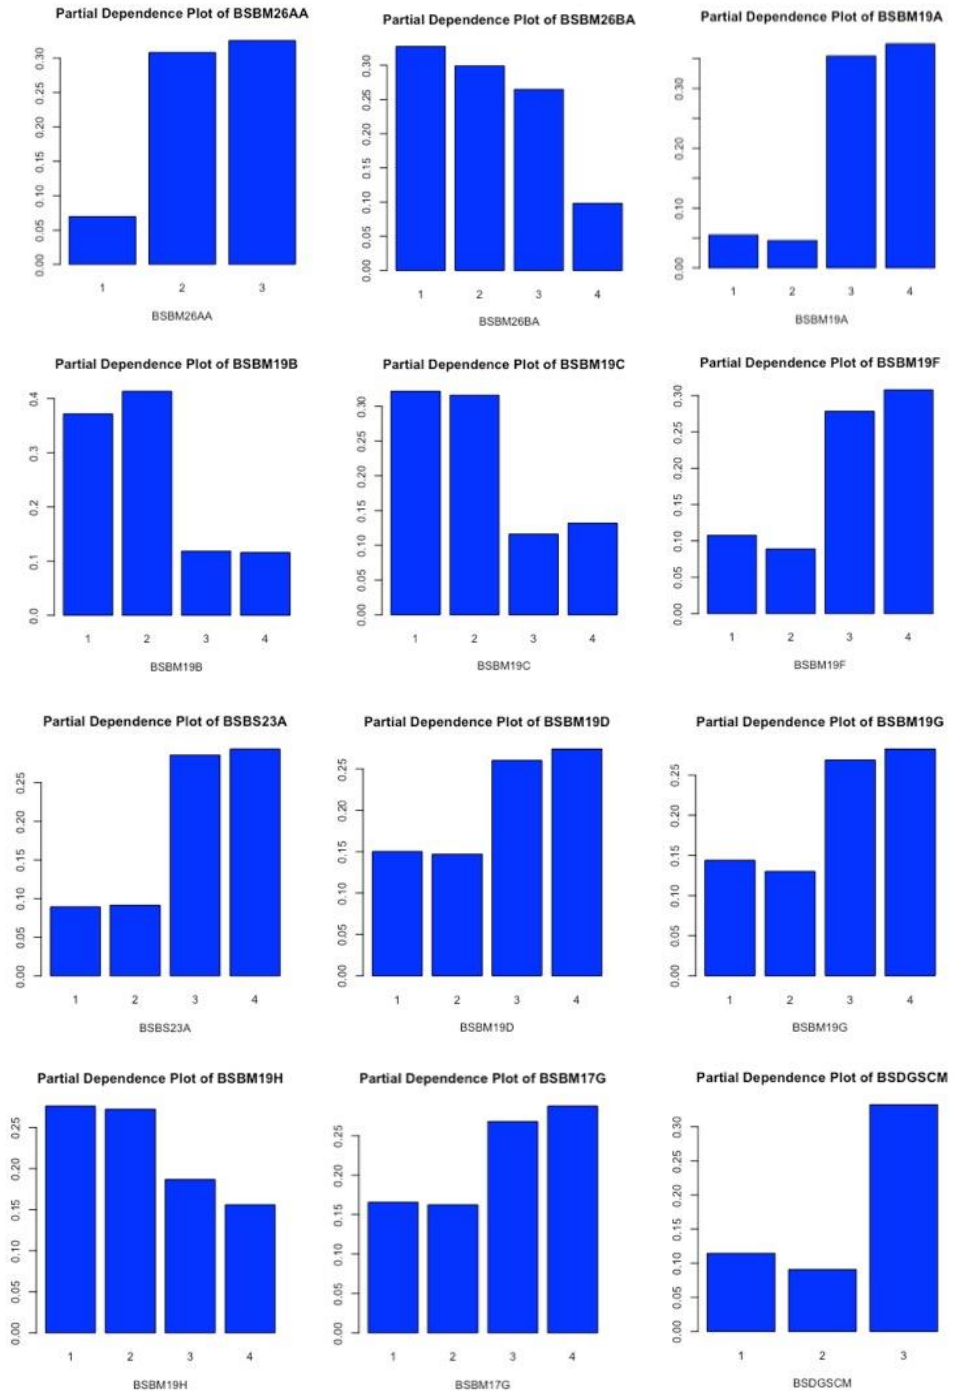 Partial Dependence Plot of BSBM26AA
0.00 0.05 0.10 0.15 0.20 0.25 0.30
1 2 3
BSBM26AA
Partial Dependence Plot of BSBM26BA
0.00 0.05 0.10 0.15 0.20 0.25 0.30
1 2 3 4
BSBM26BA
Partial Dependence Plot of BSBM19A
0.00 0.10 0.20 0.30
1 2 3 4
BSBM19A
Partial Dependence Plot of BSBM19B
0.0 0.1 0.2 0.3 0.4
1 2 3 4
BSBM19B
Partial Dependence Plot of BSBM19C
0.00 0.05 0.10 0.15 0.20 0.25 0.30
1 2 3 4
BSBM19C
Partial Dependence Plot of BSBM19F
0.00 0.05 0.10 0.15 0.20 0.25 0.30
1 2 3 4
BSBM19F
Partial Dependence Plot of BSBS23A
0.00 0.05 0.10 0.15 0.20 0.25
1 2 3 4
BSBS23A
Partial Dependence Plot of BSBM19D
0.00 0.05 0.10 0.15 0.20 0.25
1 2 3 4
BSBM19D
Partial Dependence Plot of BSBM19G
0.00 0.05 0.10 0.15 0.20 0.25
1 2 3 4
BSBM19G
Partial Dependence Plot of BSBM19H
0.00 0.05 0.10 0.15 0.20 0.25
1 2 3 4
BSBM19H
Partial Dependence Plot of BSBM17G
0.00 0.05 0.10 0.15 0.20 0.25
1 2 3 4
BSBM17G
Partial Dependence Plot of BSDGSCM
0.00 0.05 0.10 0.15 0.20 0.25 0.30
1 2 3
BSDGSCM